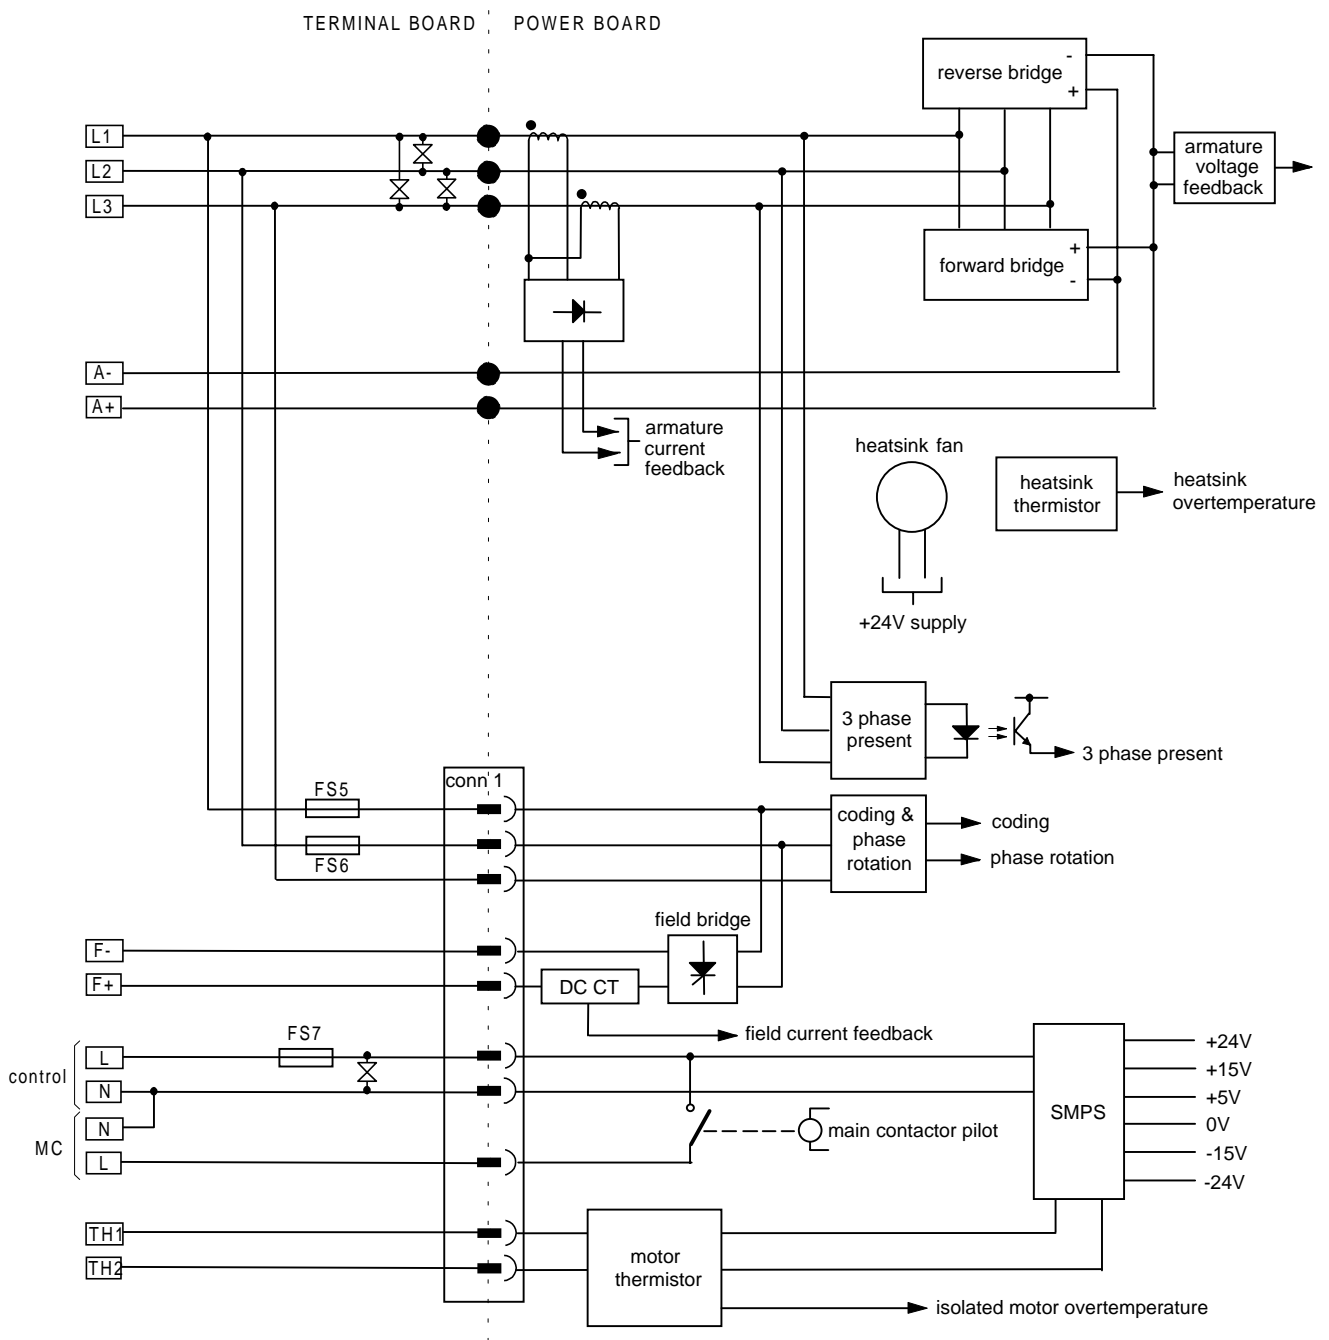 TERMINAL BOARD
POWER BOARD
reverse bridge
-
+
L1
L2
L3
armature
voltage
feedback
forward bridge
+
-
A-
A+
armature
current
feedback
heatsink fan
+24V supply
heatsink
thermistor
heatsink
overtemperature
3 phase
present
3 phase present
conn 1
FS5
FS6
coding &
phase
rotation
coding
phase rotation
field bridge
F-
F+
DC CT
field current feedback
FS7
control
L
N
MC
N
L
main contactor pilot
SMPS
+24V
+15V
+5V
0V
-15V
-24V
TH1
TH2
motor
thermistor
isolated motor overtemperature